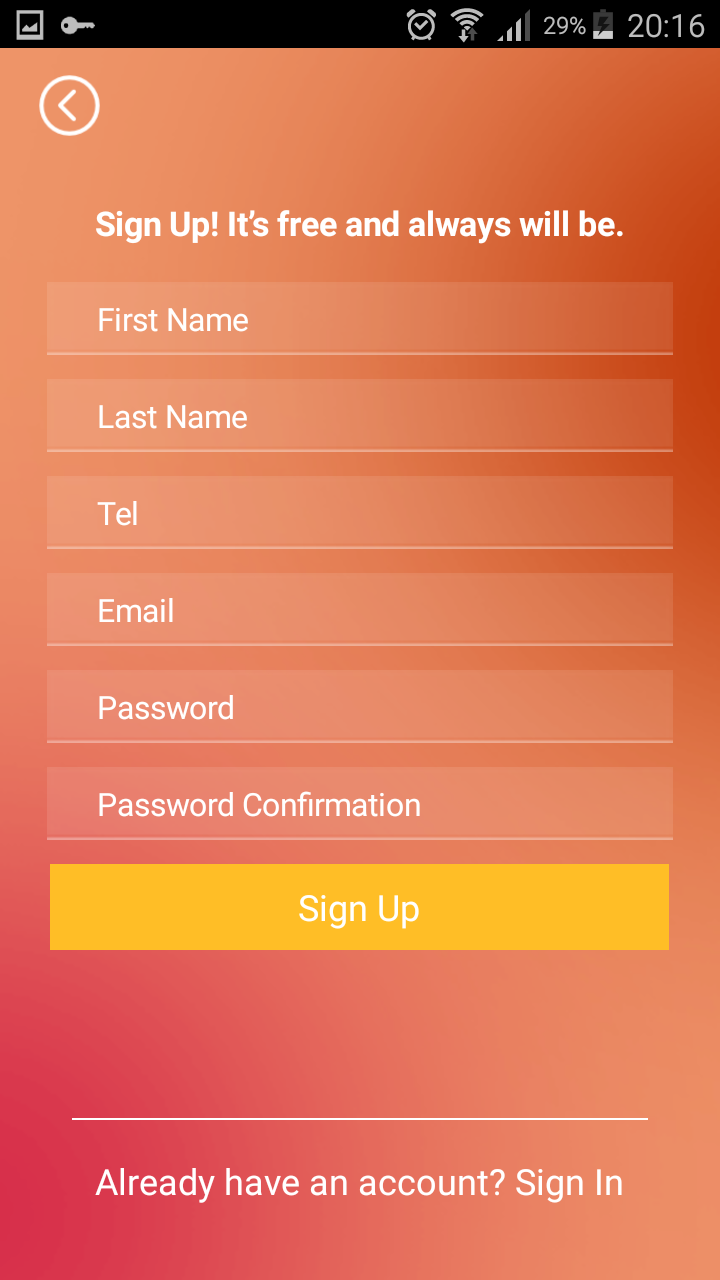 29% 20:16
Sign Up! It’s free and always will be.
First Name
Last Name
Tel
Email
Password
Password Confirmation
Sign Up
Already have an account? Sign In